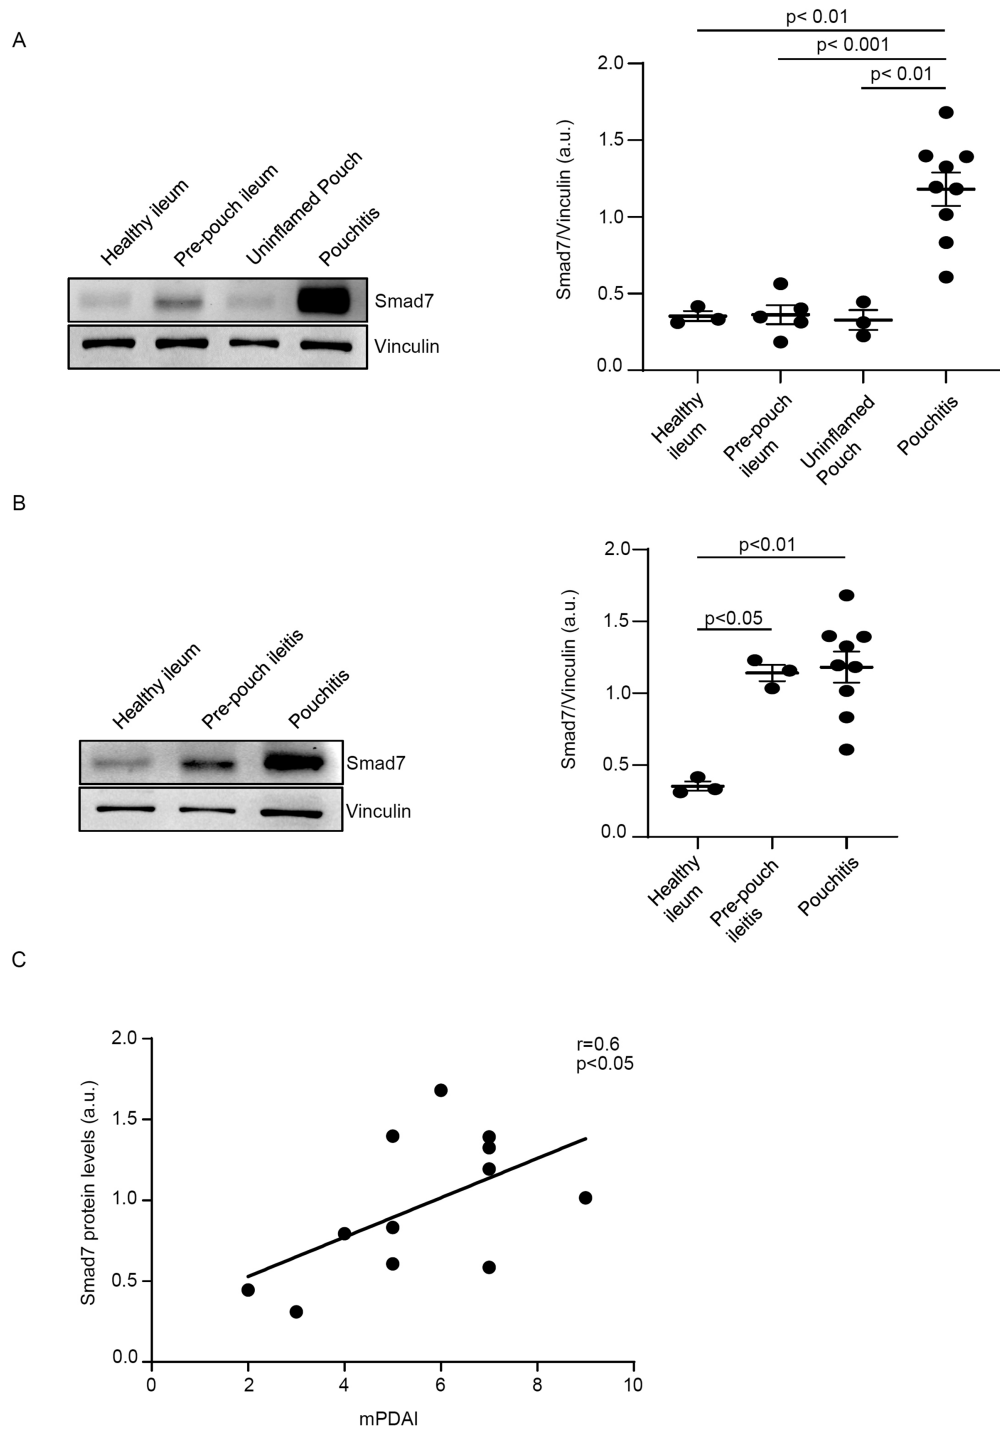 A
Healthy ileum
Pre-pouch ileum
Uninflamed Pouch
Pouchitis
Smad7
Vinculin
p< 0.01
p< 0.001
p< 0.01
Smad7/Vinculin (a.u.)
2.0
1.5
1.0
0.5
0.0
Healthy
ileum
Pre-pouch
ileum
Uninflamed
Pouch
Pouchitis
B
Healthy ileum
Pre-pouch ileitis
Pouchitis
Smad7
Vinculin
p<0.01
p<0.05
Smad7/Vinculin (a.u.)
2.0
1.5
1.0
0.5
0.0
Healthy
ileum
Pre-pouch
ileitis
Pouchitis
C
r=0.6
p<0.05
Smad7 protein levels (a.u.)
2.0
1.5
1.0
0.5
0.0
0 2 4 6 8 10
mPDAI